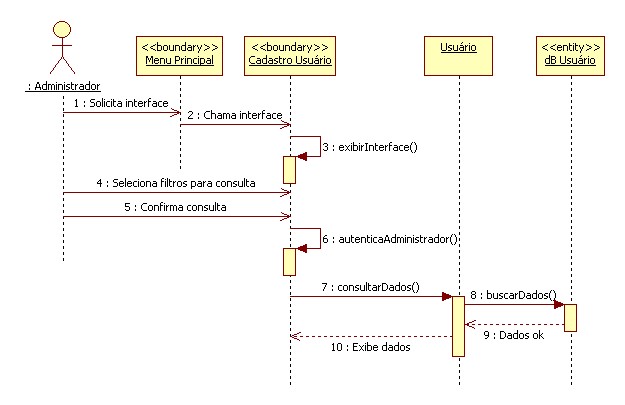 <<boundary>>
Menu Principal
<<boundary>>
Cadastro Usuário
Usuário
<<entity>>
dB Usuário
: Administrador
1 : Solicita interface
2 : Chama interface
3 : exibirInterface()
4 : Seleciona filtros para consulta
5 : Confirma consulta
6 : autenticaAdministrador()
7 : consultarDados()
8 : buscarDados()
9 : Dados ok
10 : Exibe dados